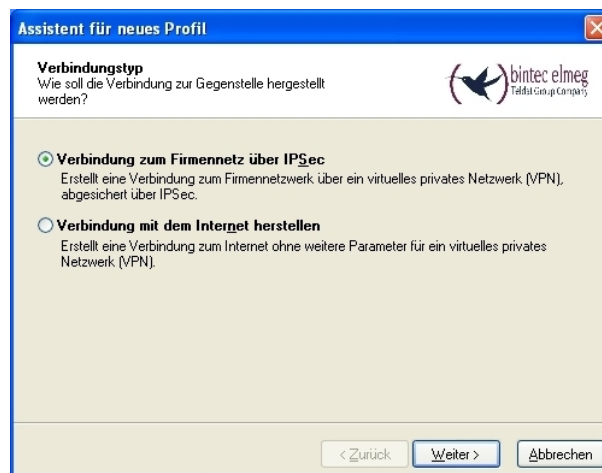 Assistent für neues Profil
Verbindungstyp
Wie soll die Verbindung zur Gegenstelle hergestellt
werden?
bintec elmeg
Teldat Group Company
Verbindung zum Firmennetz über IPSec
Erstellt eine Verbindung zum Firmennetzwerk über ein virtuelles privates Netzwerk (VPN),
abgesichert über IPSec.
Verbindung mit dem Internet herstellen
Erstellt eine Verbindung zum Internet ohne weitere Parameter für ein virtuelles privates
Netzwerk (VPN).
< Zurück
Weiter >
Abbrechen